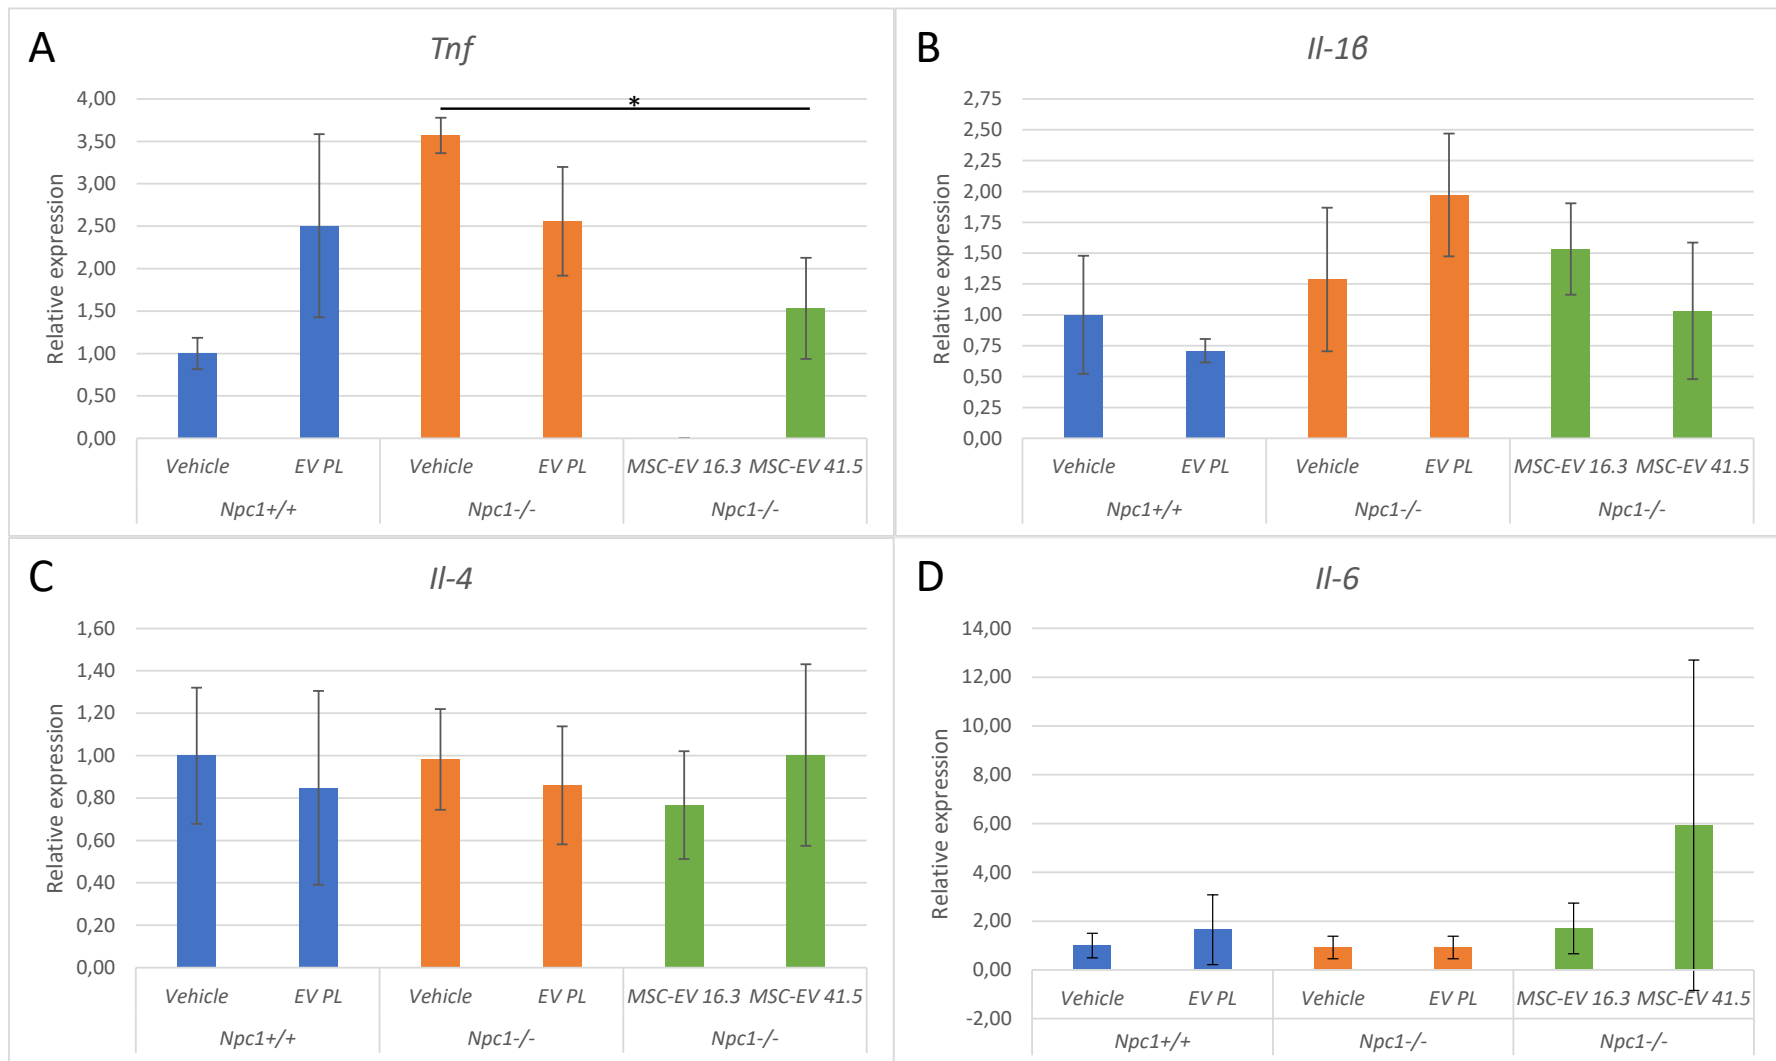 A
Tnf
*
4,00
3,50
3,00
2,50
2,00
1,50
1,00
0,50
0,00
Relative expression
Vehicle EV PL Vehicle EV PL MSC-EV 16.3 MSC-EV 41.5
Npc1+/+ Npc1-/- Npc1-/-
B
Il-1β
2,75
2,50
2,25
2,00
1,75
1,50
1,25
1,00
0,75
0,50
0,25
0,00
Relative expression
Vehicle EV PL Vehicle EV PL MSC-EV 16.3 MSC-EV 41.5
Npc1+/+ Npc1-/- Npc1-/-
C
Il-4
1,60
1,40
1,20
1,00
0,80
0,60
0,40
0,20
0,00
Relative expression
Vehicle EV PL Vehicle EV PL MSC-EV 16.3 MSC-EV 41.5
Npc1+/+ Npc1-/- Npc1-/-
D
Il-6
14,00
12,00
10,00
8,00
6,00
4,00
2,00
0,00
-2,00
Relative expression
Vehicle EV PL Vehicle EV PL MSC-EV 16.3 MSC-EV 41.5
Npc1+/+ Npc1-/- Npc1-/-